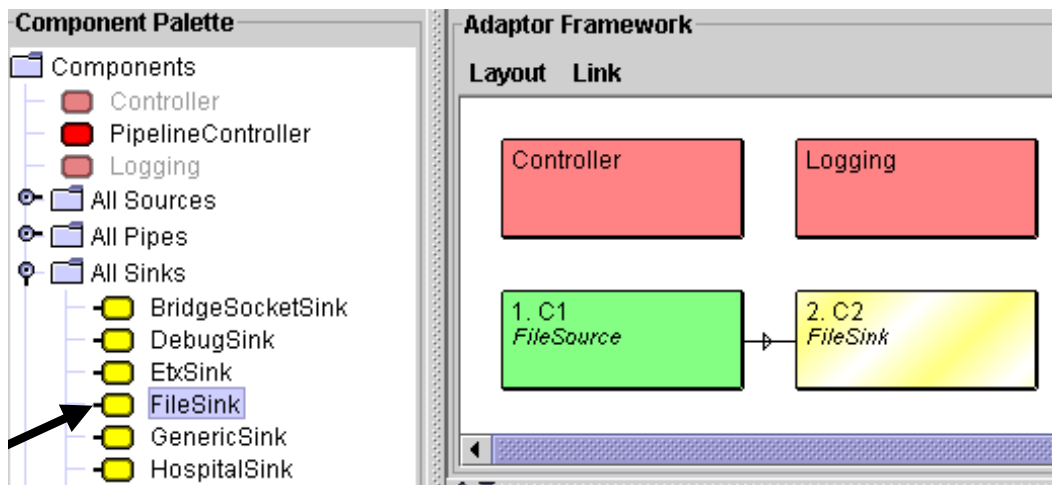 Component Palette
Components
Controller
PipelineController
Logging
All Sources
All Pipes
All Sinks
BridgeSocketSink
DebugSink
EtxSink
FileSink
GenericSink
HospitalSink
Adaptor Framework
Layout Link
Controller
Logging
1. C1
FileSource
2. C2
FileSink